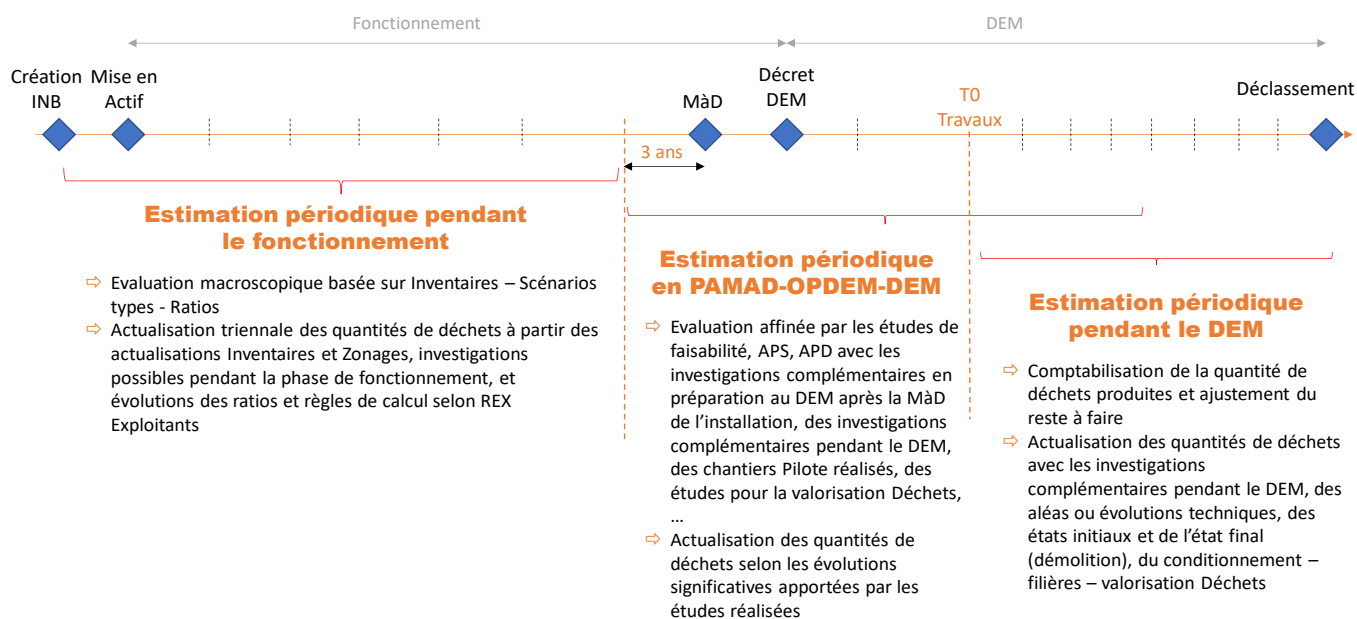 Fonctionnement
DEM
Création
INB
Mise en
Actif
MàD
Décret
DEM
T0
Travaux
Déclassement
3 ans
Estimation périodique pendant
le fonctionnement
⇨ Evaluation macroscopique basée sur Inventaires – Scénarios
types - Ratios
⇨ Actualisation triennale des quantités de déchets à partir des
actualisations Inventaires et Zonages, investigations
possibles pendant la phase de fonctionnement, et
évolutions des ratios et règles de calcul selon REX
Exploitants
Estimation périodique
en PAMAD-OPDEM-DEM
⇨ Evaluation affinée par les études de
faisabilité, APS, APD avec les
investigations complémentaires en
préparation au DEM après la MàD
de l’installation, des investigations
complémentaires pendant le DEM,
des chantiers Pilote réalisés, des
études pour la valorisation Déchets,
...
⇨ Actualisation des quantités de
déchets selon les évolutions
significatives apportées par les
études réalisées
Estimation périodique
pendant le DEM
⇨ Comptabilisation de la quantité de
déchets produites et ajustement du
reste à faire
⇨ Actualisation des quantités de déchets
avec les investigations
complémentaires pendant le DEM, des
aléas ou évolutions techniques, des
états initiaux et de l’état final
(démolition), du conditionnement –
filières – valorisation Déchets